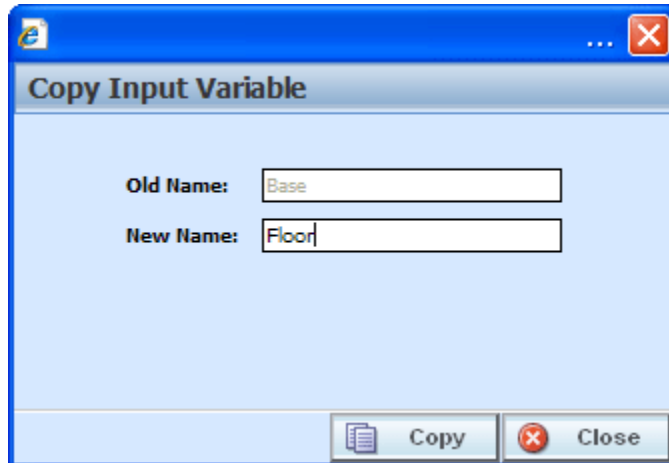 ...
Copy Input Variable
Old Name: Base
New Name: Floor
Copy Close